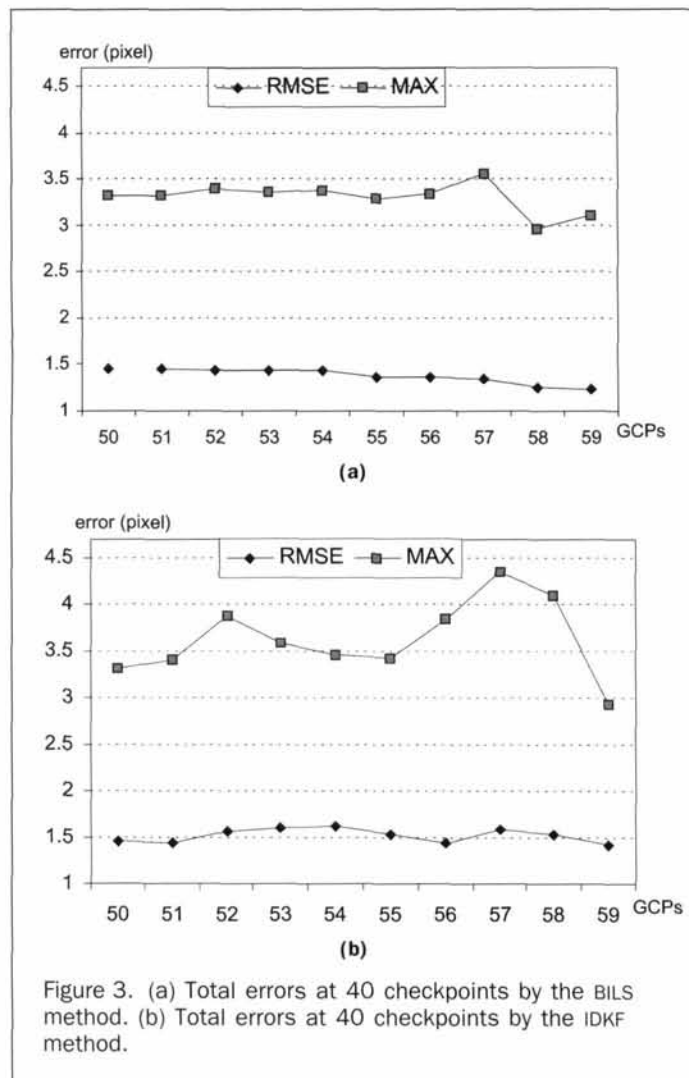 error (pixel)
RMSE MAX
4.5
4
3.5
3
2.5
2
1.5
1
50 51 52 53 54 55 56 57 58 59 GCPs
(a)
error (pixel)
RMSE MAX
4.5
4
3.5
3
2.5
2
1.5
1
50 51 52 53 54 55 56 57 58 59 GCPs
(b)
Figure 3. (a) Total errors at 40 checkpoints by the BILS
method. (b) Total errors at 40 checkpoints by the IDKF
method.